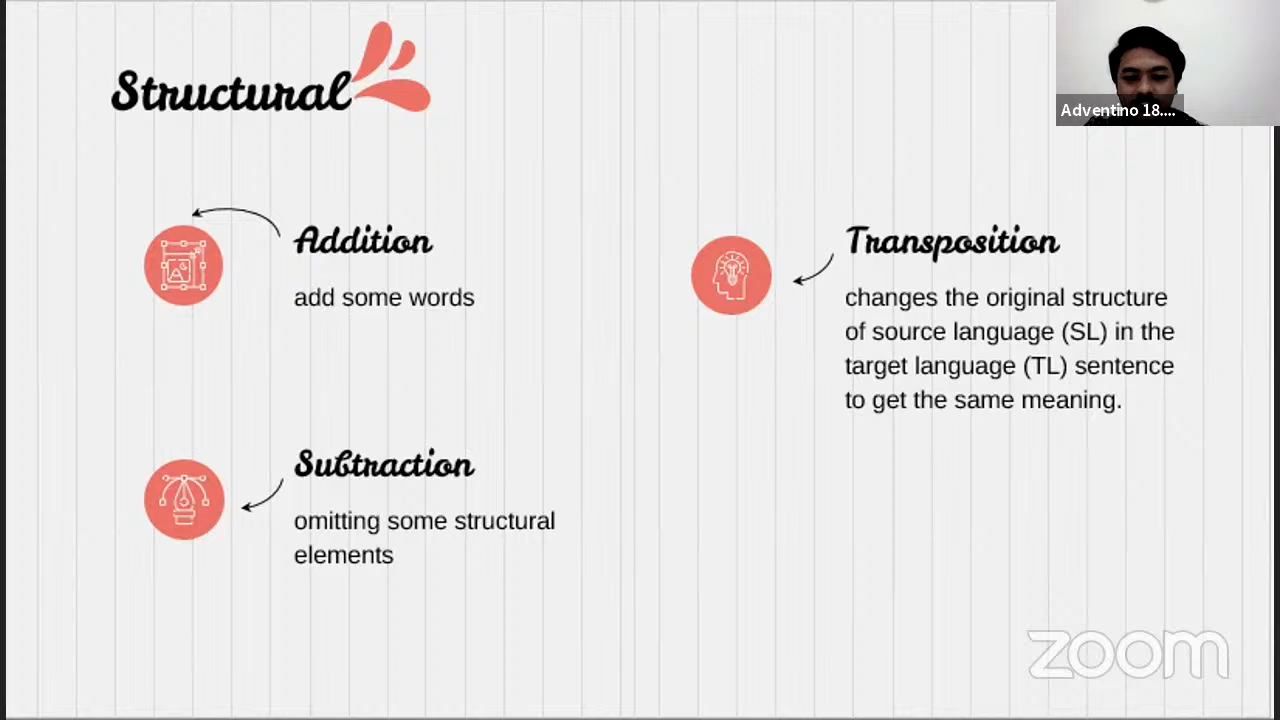 Structural
Adventino 18....
Addition
add some words
Transposition
changes the original structure
of source language (SL) in the
target language (TL) sentence
to get the same meaning.
Subtraction
omitting some structural
elements
zoom